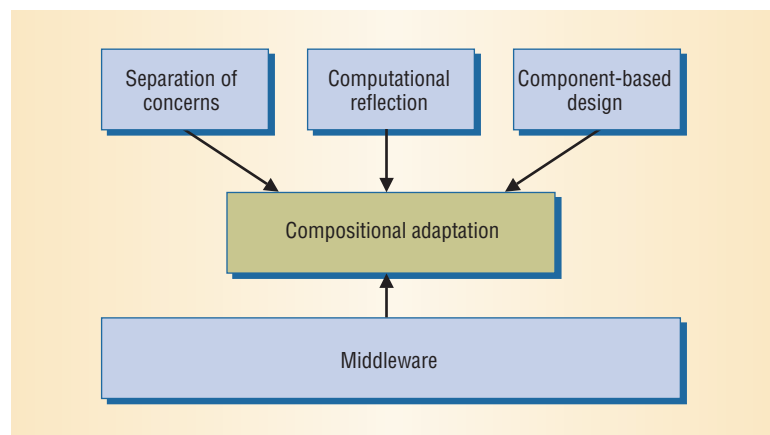 Separation of
concerns
Computational
reflection
Component-based
design
Compositional adaptation
Middleware